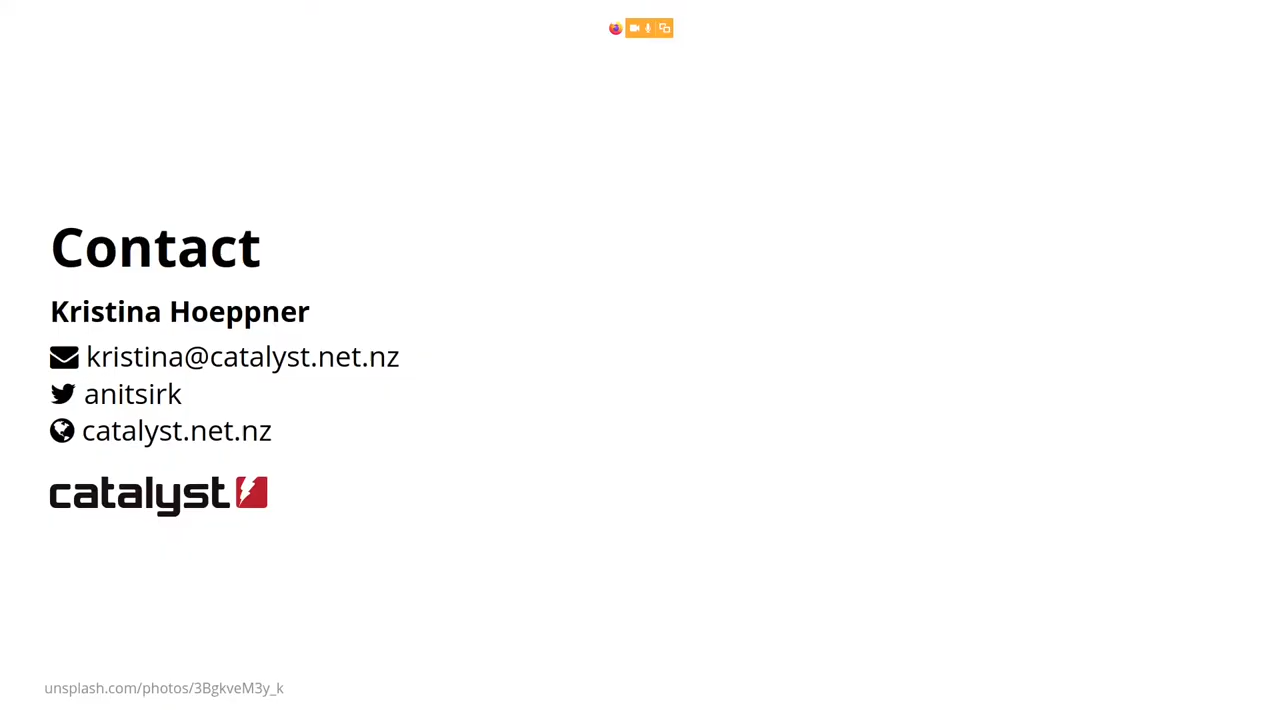 Contact
Kristina Hoeppner
kristina@catalyst.net.nz
anitsirk
catalyst.net.nz
catalyst
unsplash.com/photos/3BgkveM3y_k